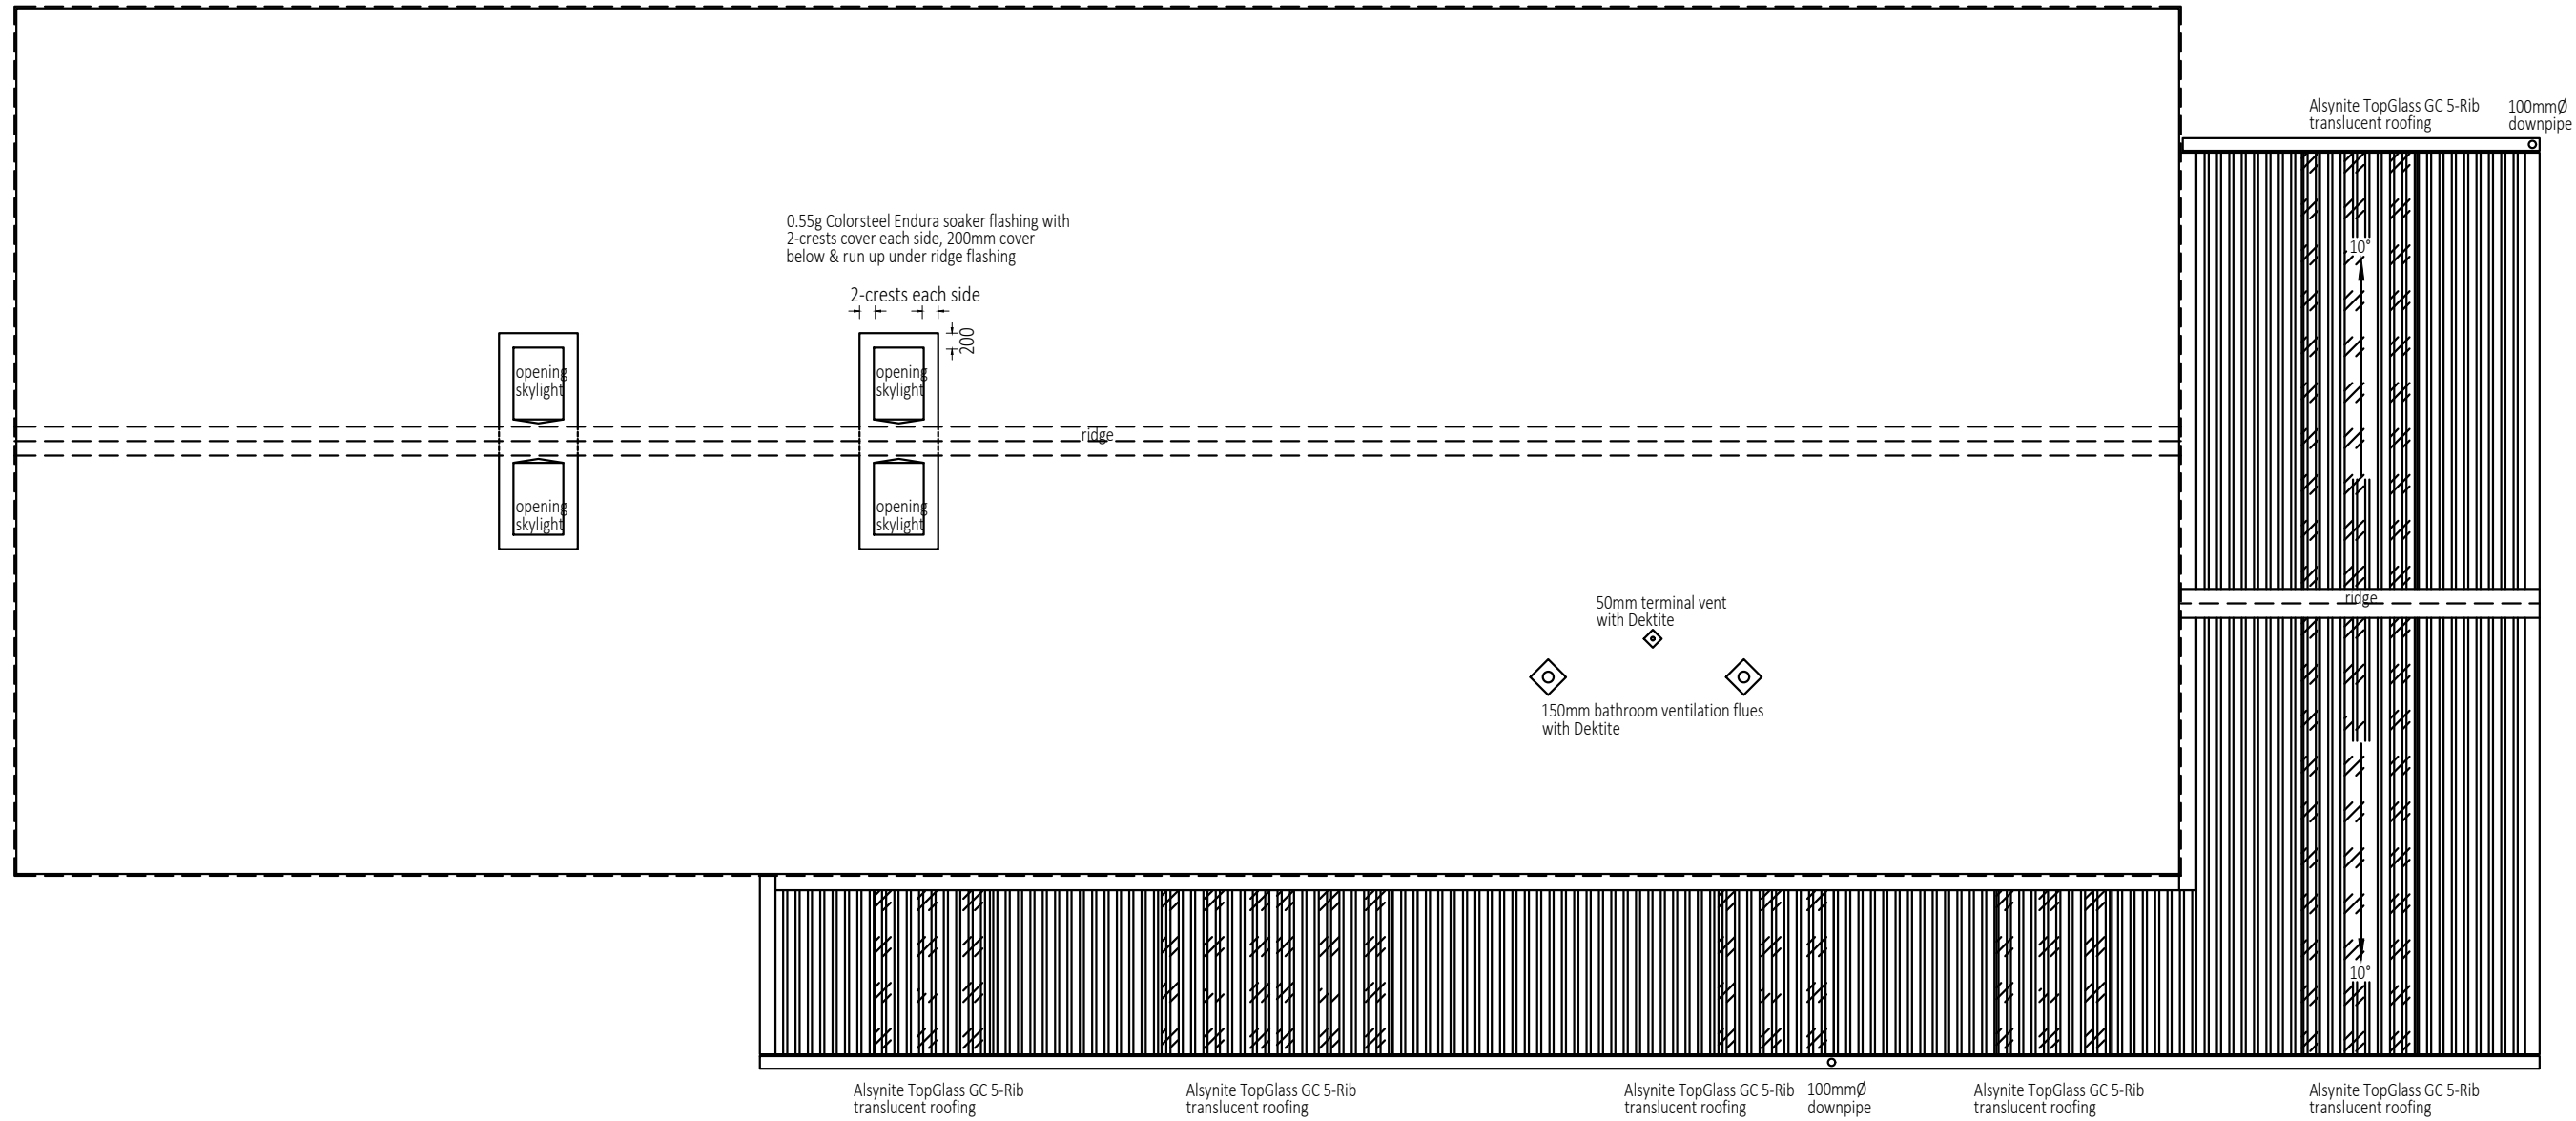 Alsynite TopGlass GC 5-Rib
translucent roofing
100mmØ
downpipe
0.55g Colorsteel Endura soaker flashing with
2-crests cover each side, 200mm cover
below & run up under ridge flashing
2-crests each side
200
10°
opening
skylight
opening
skylight
ridge
opening
skylight
opening
skylight
ridge
50mm terminal vent
with Dektite
150mm bathroom ventilation flues
with Dektite
10°
Alsynite TopGlass GC 5-Rib
translucent roofing
Alsynite TopGlass GC 5-Rib
translucent roofing
Alsynite TopGlass GC 5-Rib
translucent roofing
100mmØ
downpipe
Alsynite TopGlass GC 5-Rib
translucent roofing
Alsynite TopGlass GC 5-Rib
translucent roofing